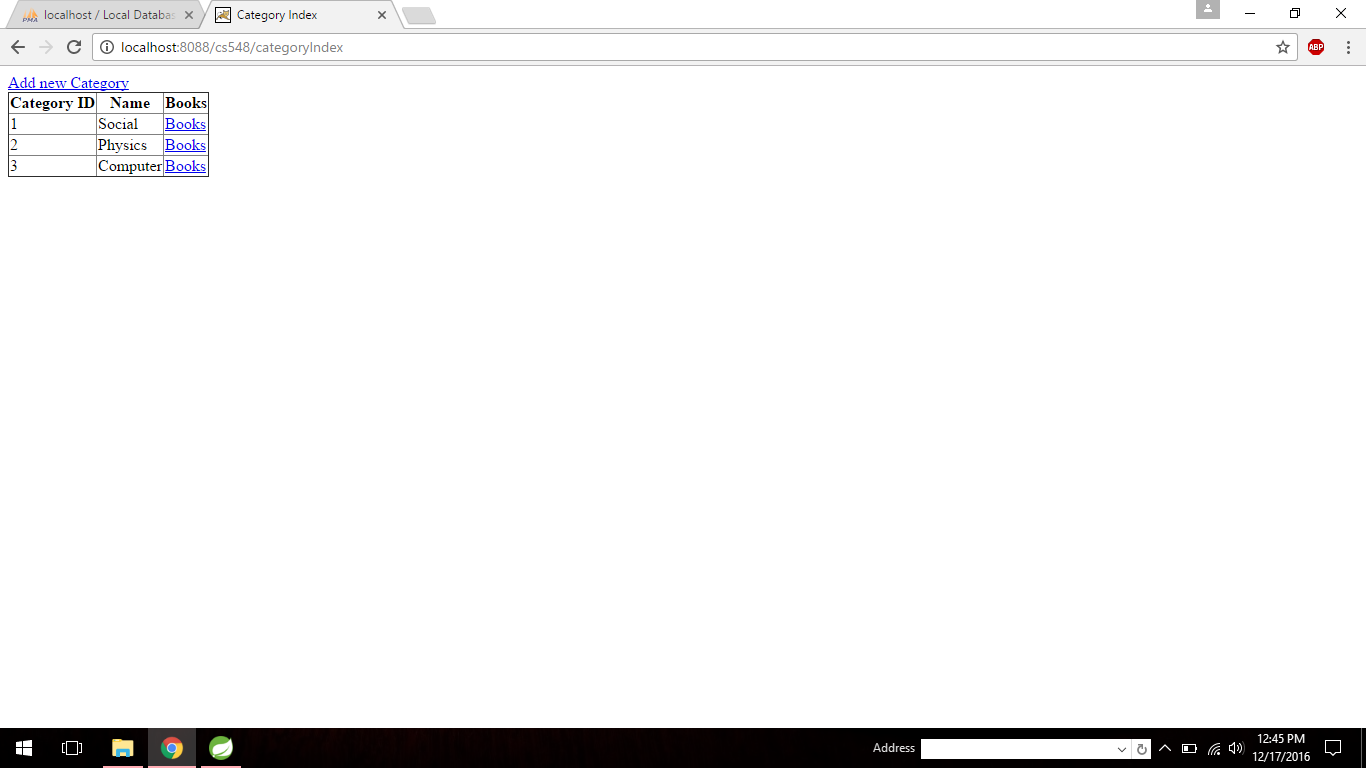 PMA localhost / Local Databas
Category Index
localhost:8088/cs548/categoryIndex
ABP
Add new Category
Category ID Name Books
1 Social Books
2 Physics Books
3 Computer Books
Address
12:45 PM
12/17/2016